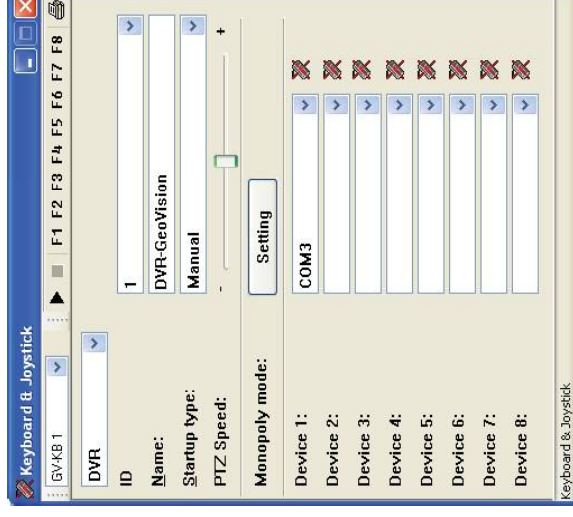 Keyboard & Joystick
GV-KB 1 F1 F2 F3 F4 F5 F6 F7 F8
DVR
ID 1
Name: DVR-GeoVision
Startup type: Manual
PTZ Speed: - +
Monopoly mode: Setting
Device 1: COM3
Device 2:
Device 3:
Device 4:
Device 5:
Device 6:
Device 7:
Device 8:
Keyboard & Joystick